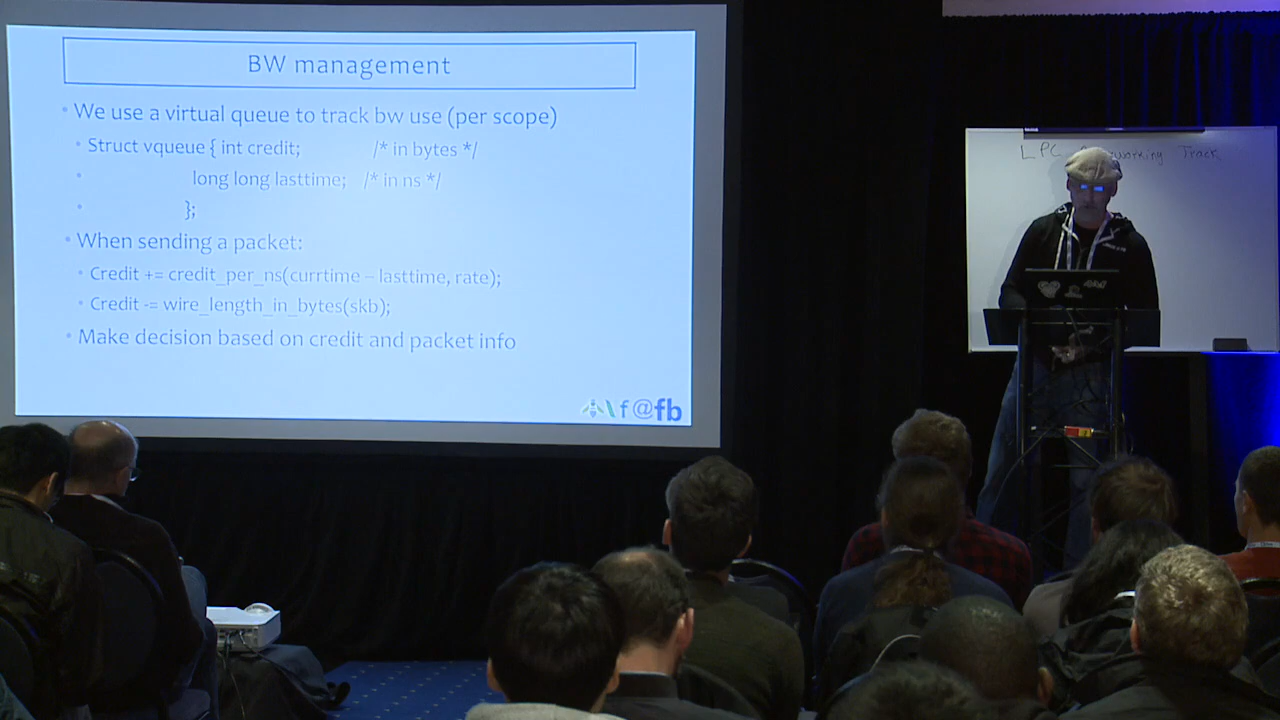 BW management
• We use a virtual queue to track bw use (per scope)
• Struct vqueue { int credit; /* in bytes */
• long long lasttime; /* in ns */
• };
• When sending a packet:
• Credit += credit_per_ns(currtime – lasttime, rate);
• Credit -= wire_length_in_bytes(skb);
• Make decision based on credit and packet info
f@fb
LPC Track